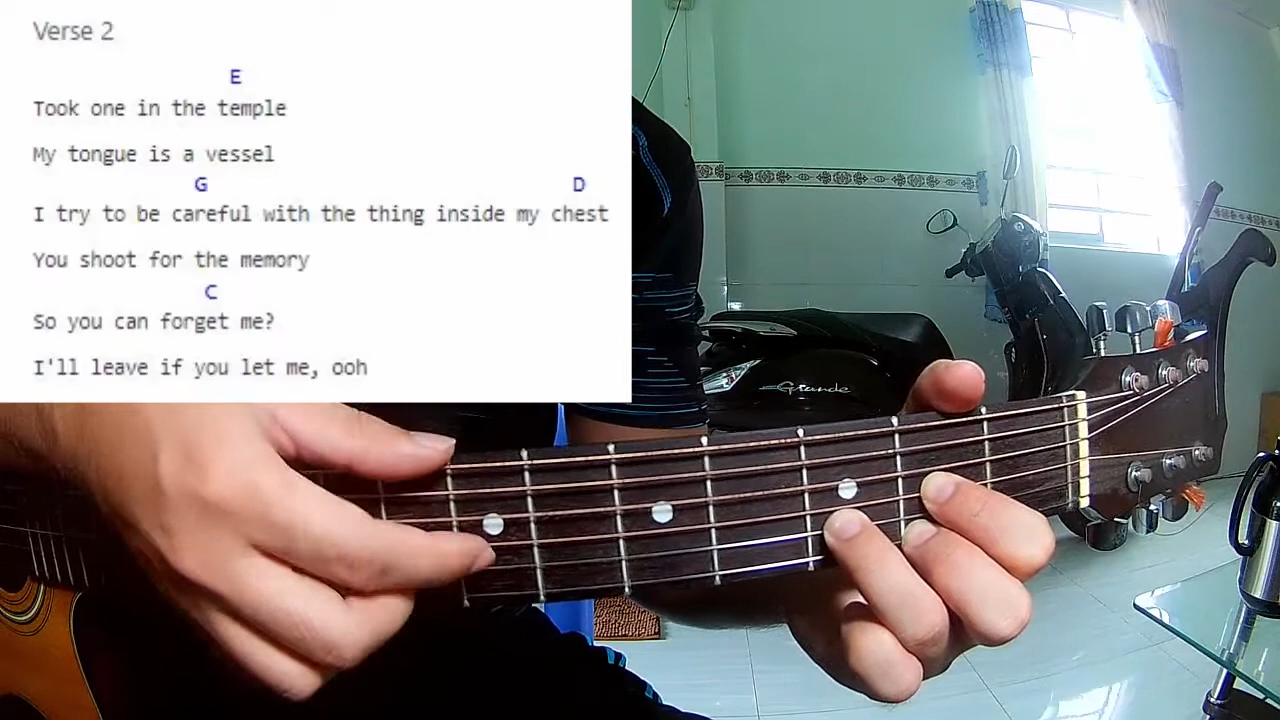 Verse 2
E
Took one in the temple
My tongue is a vessel
G D
I try to be careful with the thing inside my chest
You shoot for the memory
C
So you can forget me?
I'll leave if you let me, ooh
Grande